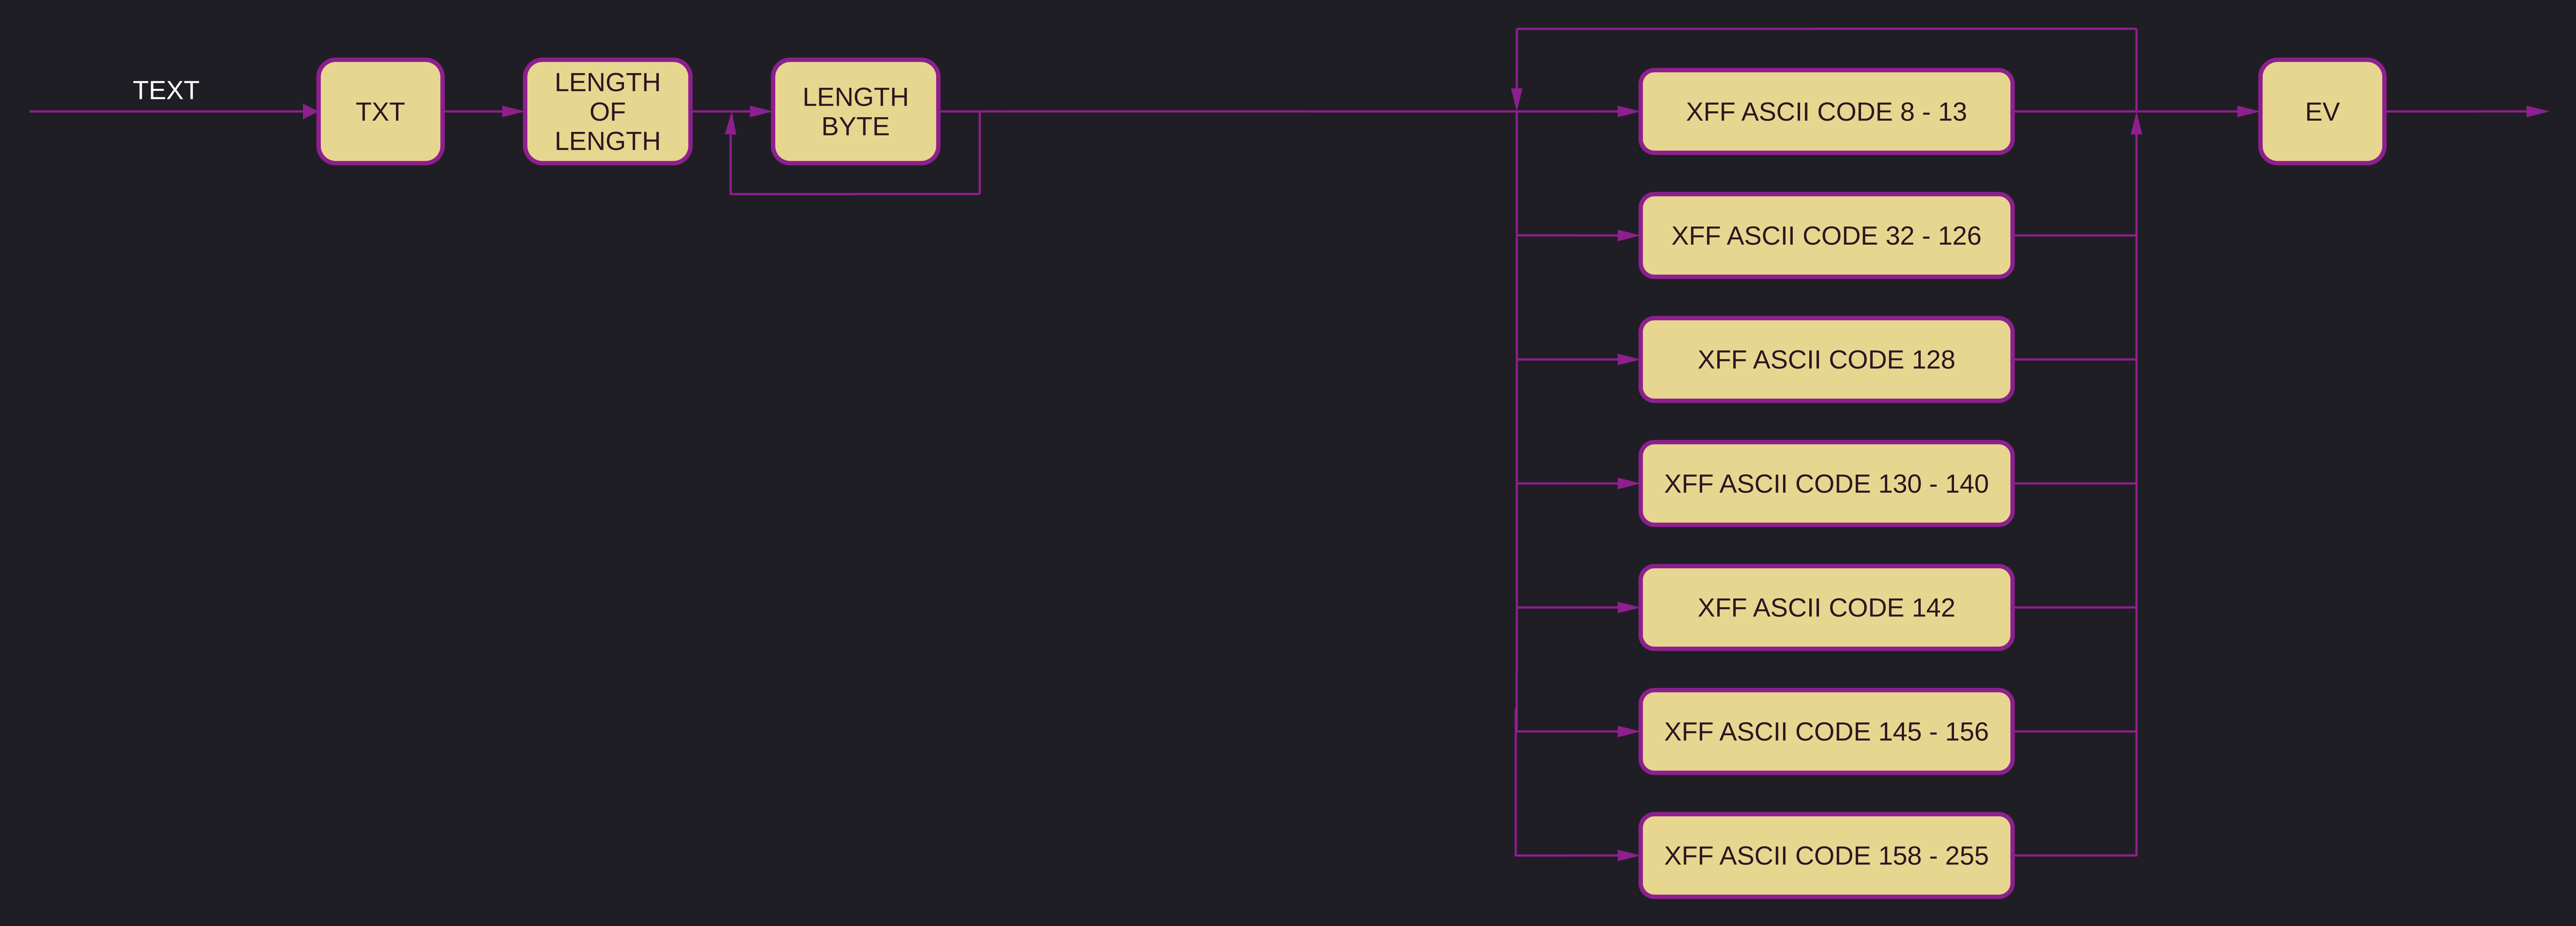 TEXT
TXT
LENGTH
OF
LENGTH
LENGTH
BYTE
XFF ASCII CODE 8 - 13
EV
XFF ASCII CODE 32 - 126
XFF ASCII CODE 128
XFF ASCII CODE 130 - 140
XFF ASCII CODE 142
XFF ASCII CODE 145 - 156
XFF ASCII CODE 158 - 255